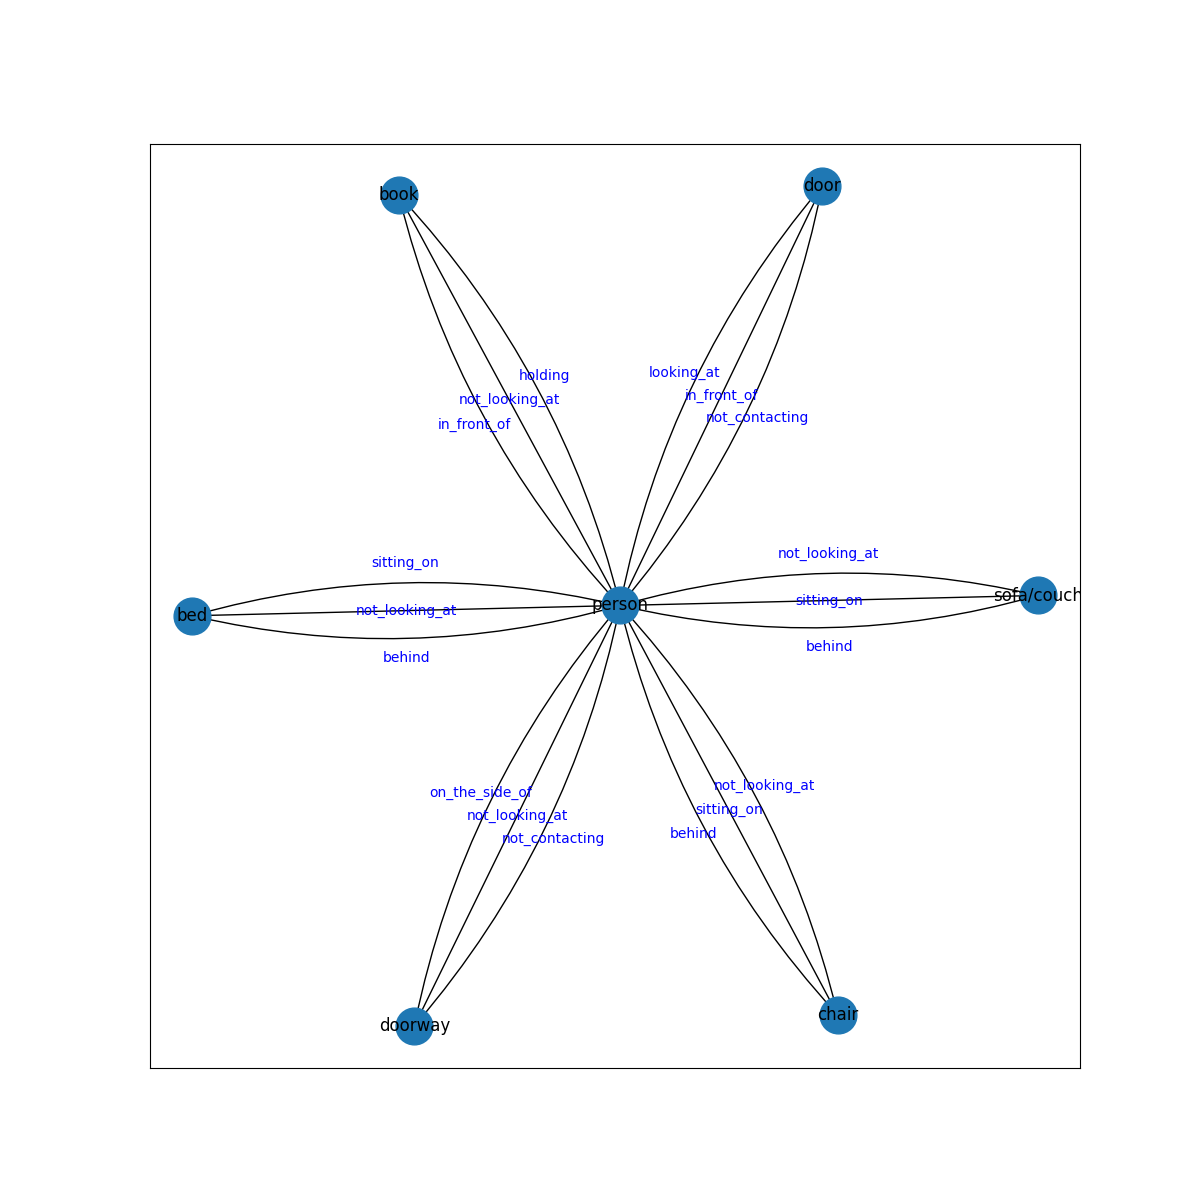 door
book
looking_at
holding
in_front_of
not_looking_at
not_contacting
in_front_of
not_looking_at
sitting_on
sofa/couch
sitting_on
person
not_looking_at
bed
behind
behind
not_looking_at
on_the_side_of
sitting_on
not_looking_at
behind
not_contacting
chair
doorway